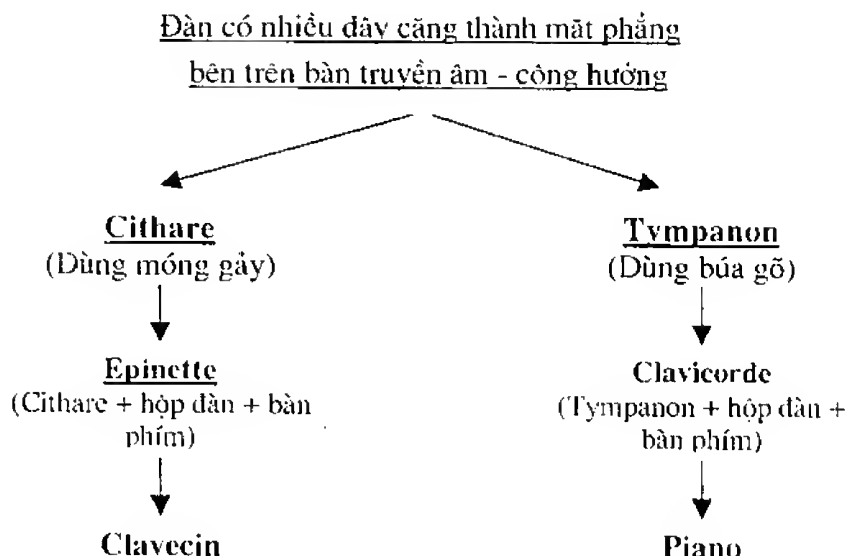 Đàn có nhiều dây căng thành mặt phẳng
bên trên bàn truyền âm - cộng hưởng
Cithare
(Dùng móng gảy)
Tympanon
(Dùng búa gõ)
Epinette
(Cithare + hộp đàn + bàn
phím)
Clavicorde
(Tympanon + hộp đàn +
bàn phím)
Clavecin
Piano